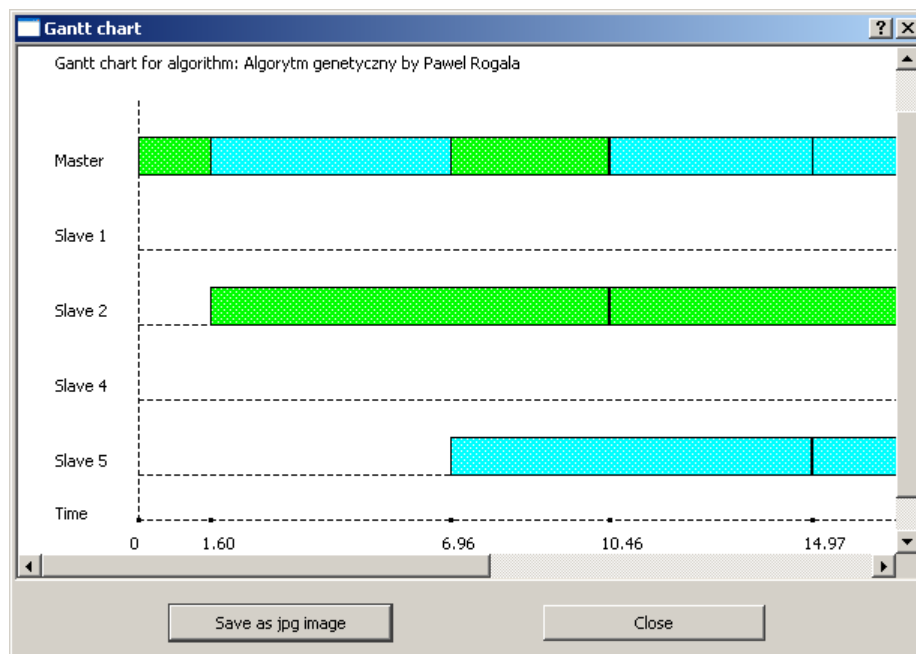 Gantt chart
Gantt chart for algorithm: Algorytm genetyczny by Pawel Rogala
Master
Slave 1
Slave 2
Slave 4
Slave 5
Time
0 1.60 6.96 10.46 14.97
Save as jpg image Close